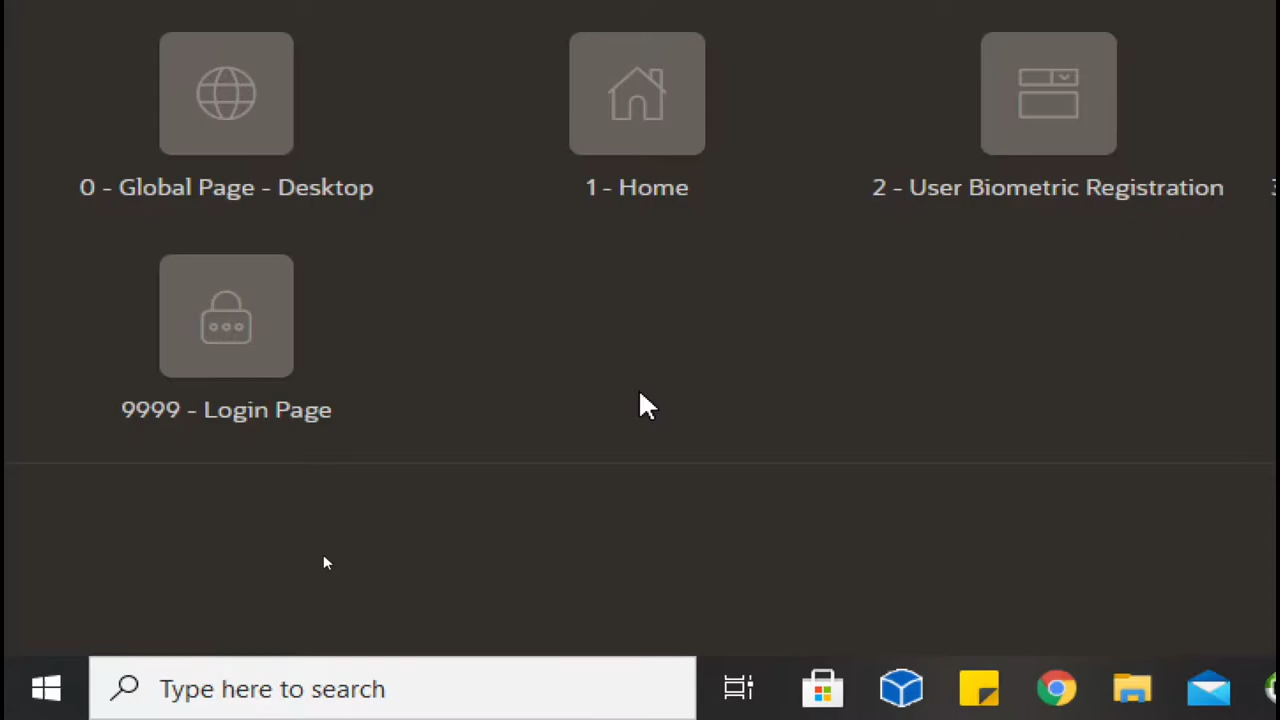 0 - Global Page - Desktop
1 - Home
2 - User Biometric Registration
9999 - Login Page
Type here to search